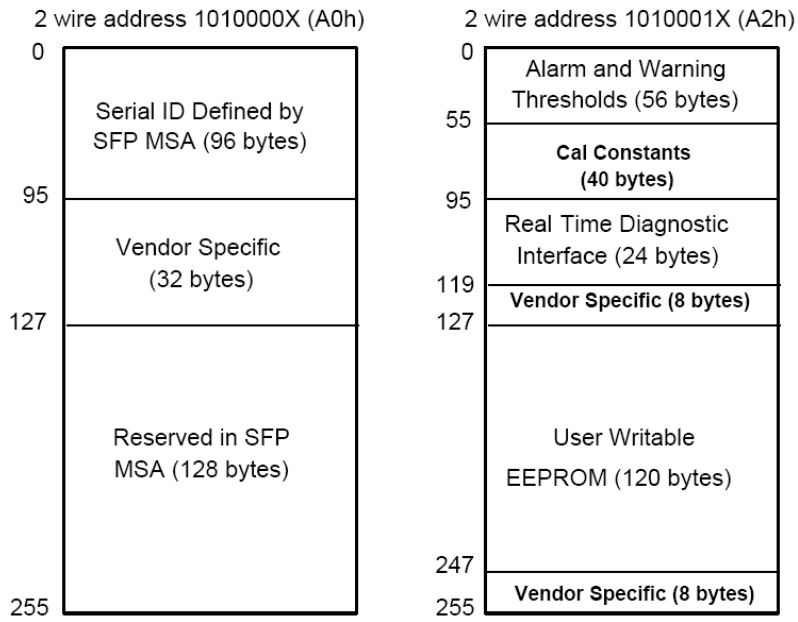 2 wire address 1010000X (A0h)
0
Serial ID Defined by
SFP MSA (96 bytes)
95
Vendor Specific
(32 bytes)
127
Reserved in SFP
MSA (128 bytes)
255
2 wire address 1010001X (A2h)
0
Alarm and Warning
Thresholds (56 bytes)
55
Cal Constants
(40 bytes)
95
Real Time Diagnostic
Interface (24 bytes)
119
Vendor Specific (8 bytes)
127
User Writable
EEPROM (120 bytes)
247
Vendor Specific (8 bytes)
255